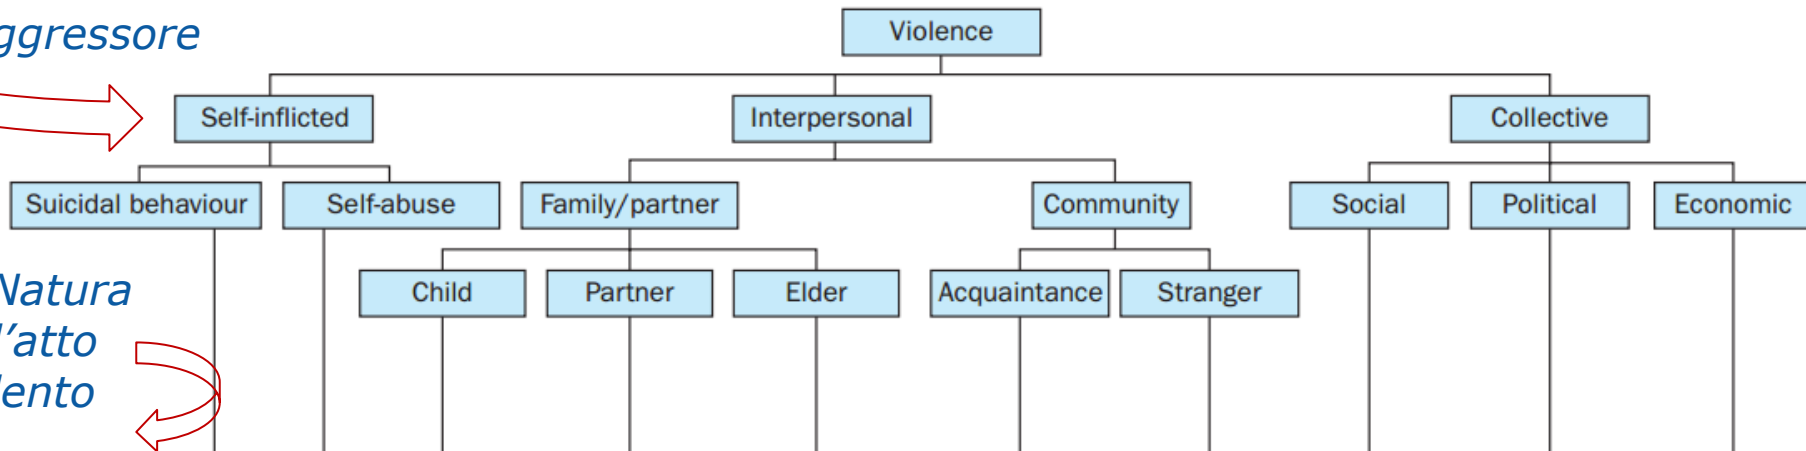 ggressore
Violence
Self-inflicted
Interpersonal
Collective
Suicidal behaviour
Self-abuse
Family/partner
Community
Social
Political
Economic
Child
Partner
Elder
Acquaintance
Stranger
Natura
l'atto
lento